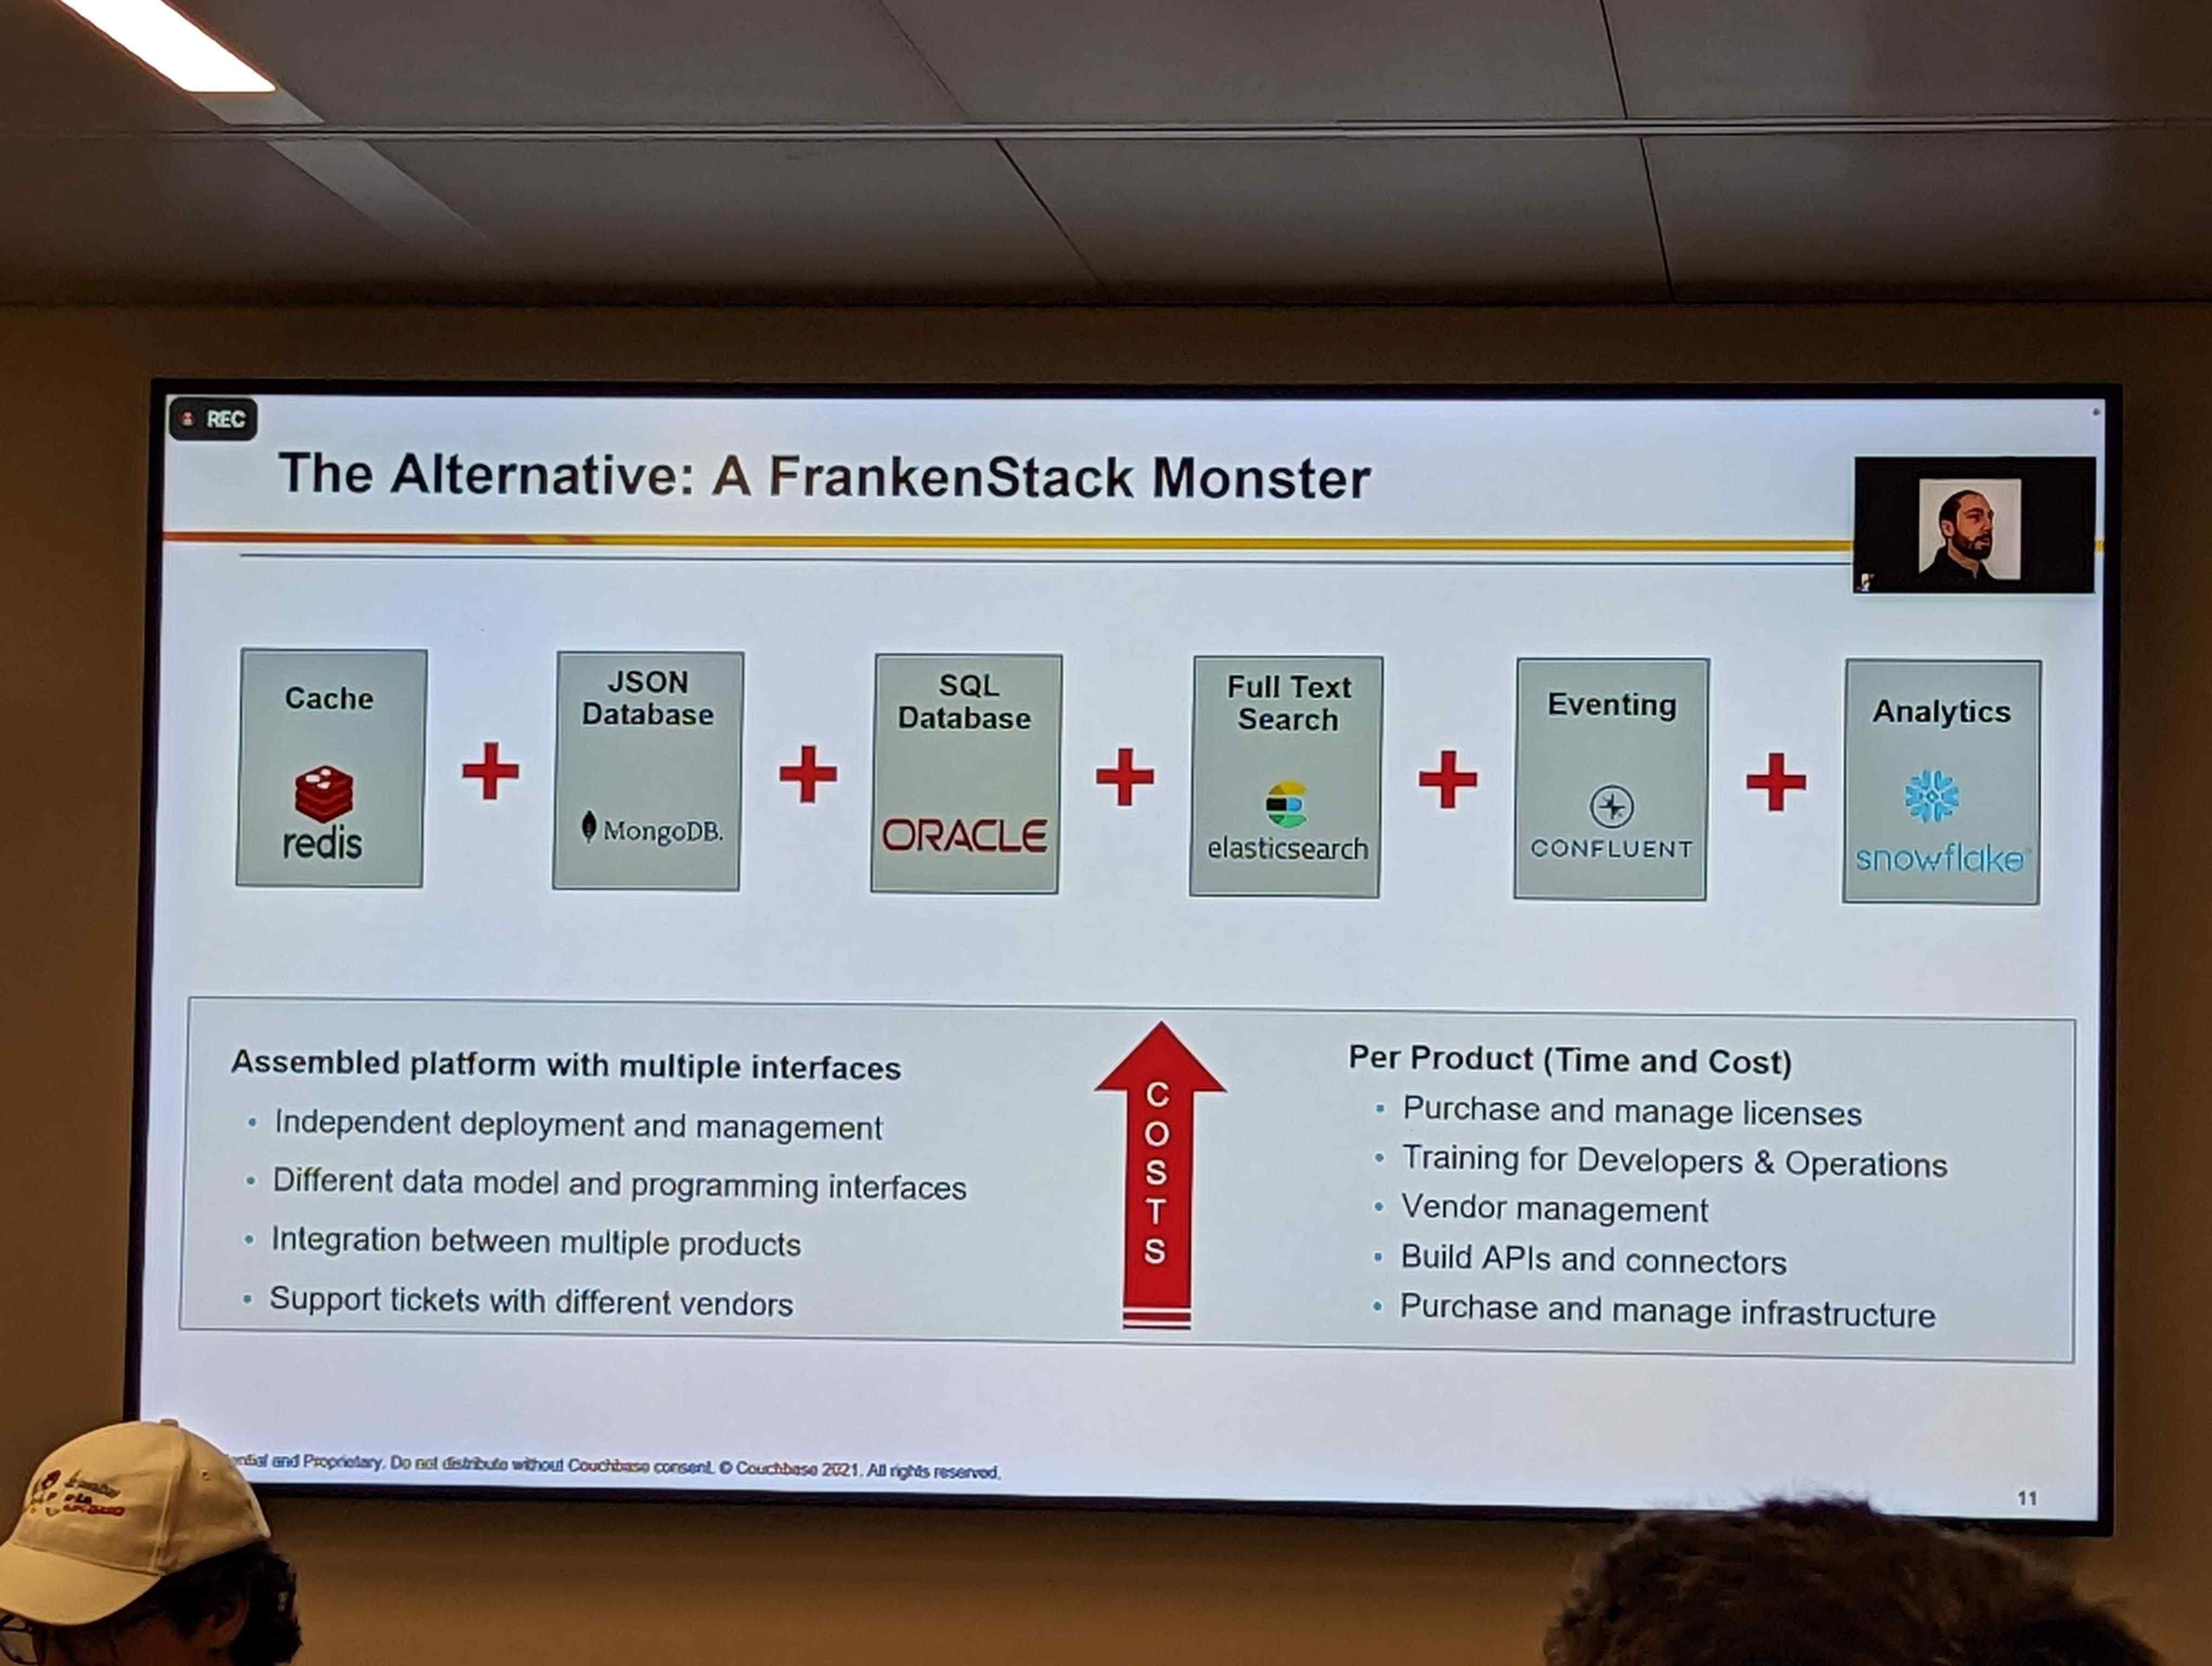 REC
The Alternative: A FrankenStack Monster
Cache
redis
JSON
Database
MongoDB.
SQL
Database
ORACLE
Full Text
Search
elasticsearch
Eventing
CONFLUENT
Analytics
snowflake
Assembled platform with multiple interfaces
• Independent deployment and management
• Different data model and programming interfaces
• Integration between multiple products
• Support tickets with different vendors
COSTS
Per Product (Time and Cost)
• Purchase and manage licenses
• Training for Developers & Operations
• Vendor management
• Build APIs and connectors
• Purchase and manage infrastructure
and Proprietary. Do not distribute without Couchbase consent. © Couchbase 2021. All rights reserved.
11